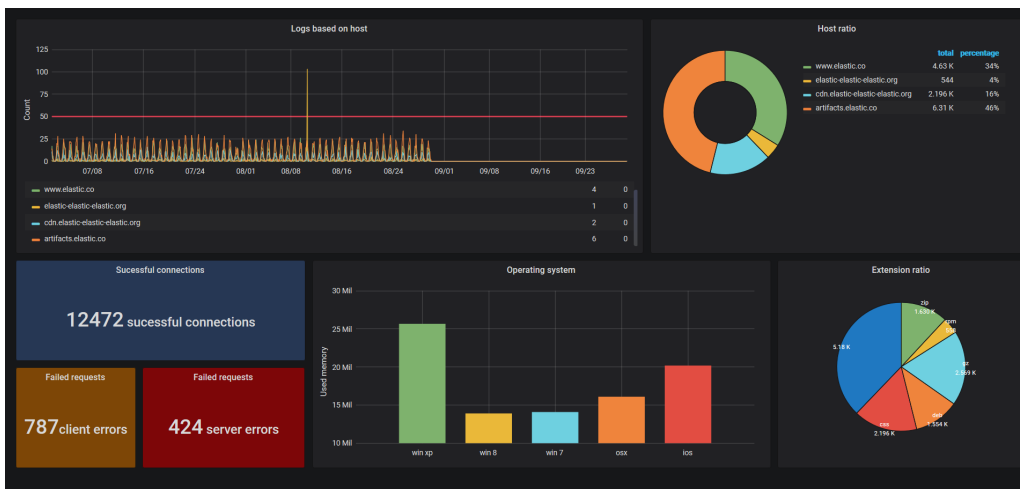 Logs based on host
125
100
75
50
25
0
Count
07/08 07/16 07/24 08/01 08/08 08/16 08/24 09/01 09/08 09/16 09/23
www.elastic.co 4 0
elastic-elastic-elastic.org 1 0
cdn.elastic-elastic-elastic.org 2 0
artifacts.elastic.co 6 0
Host ratio
total percentage
www.elastic.co 4.63 K 34%
elastic-elastic-elastic.org 544 4%
cdn.elastic-elastic-elastic.org 2.196 K 16%
artifacts.elastic.co 6.31 K 46%
Sucessful connections
12472 sucessful connections
Failed requests
787client errors
Failed requests
424 server errors
Operating system
30 Mil
25 Mil
20 Mil
15 Mil
10 Mil
Used memory
win xp win 8 win 7 osx ios
Extension ratio
zip
1.630 K
rpm
2.569 K
deb
1.554 K
css
2.196 K
5.18 K